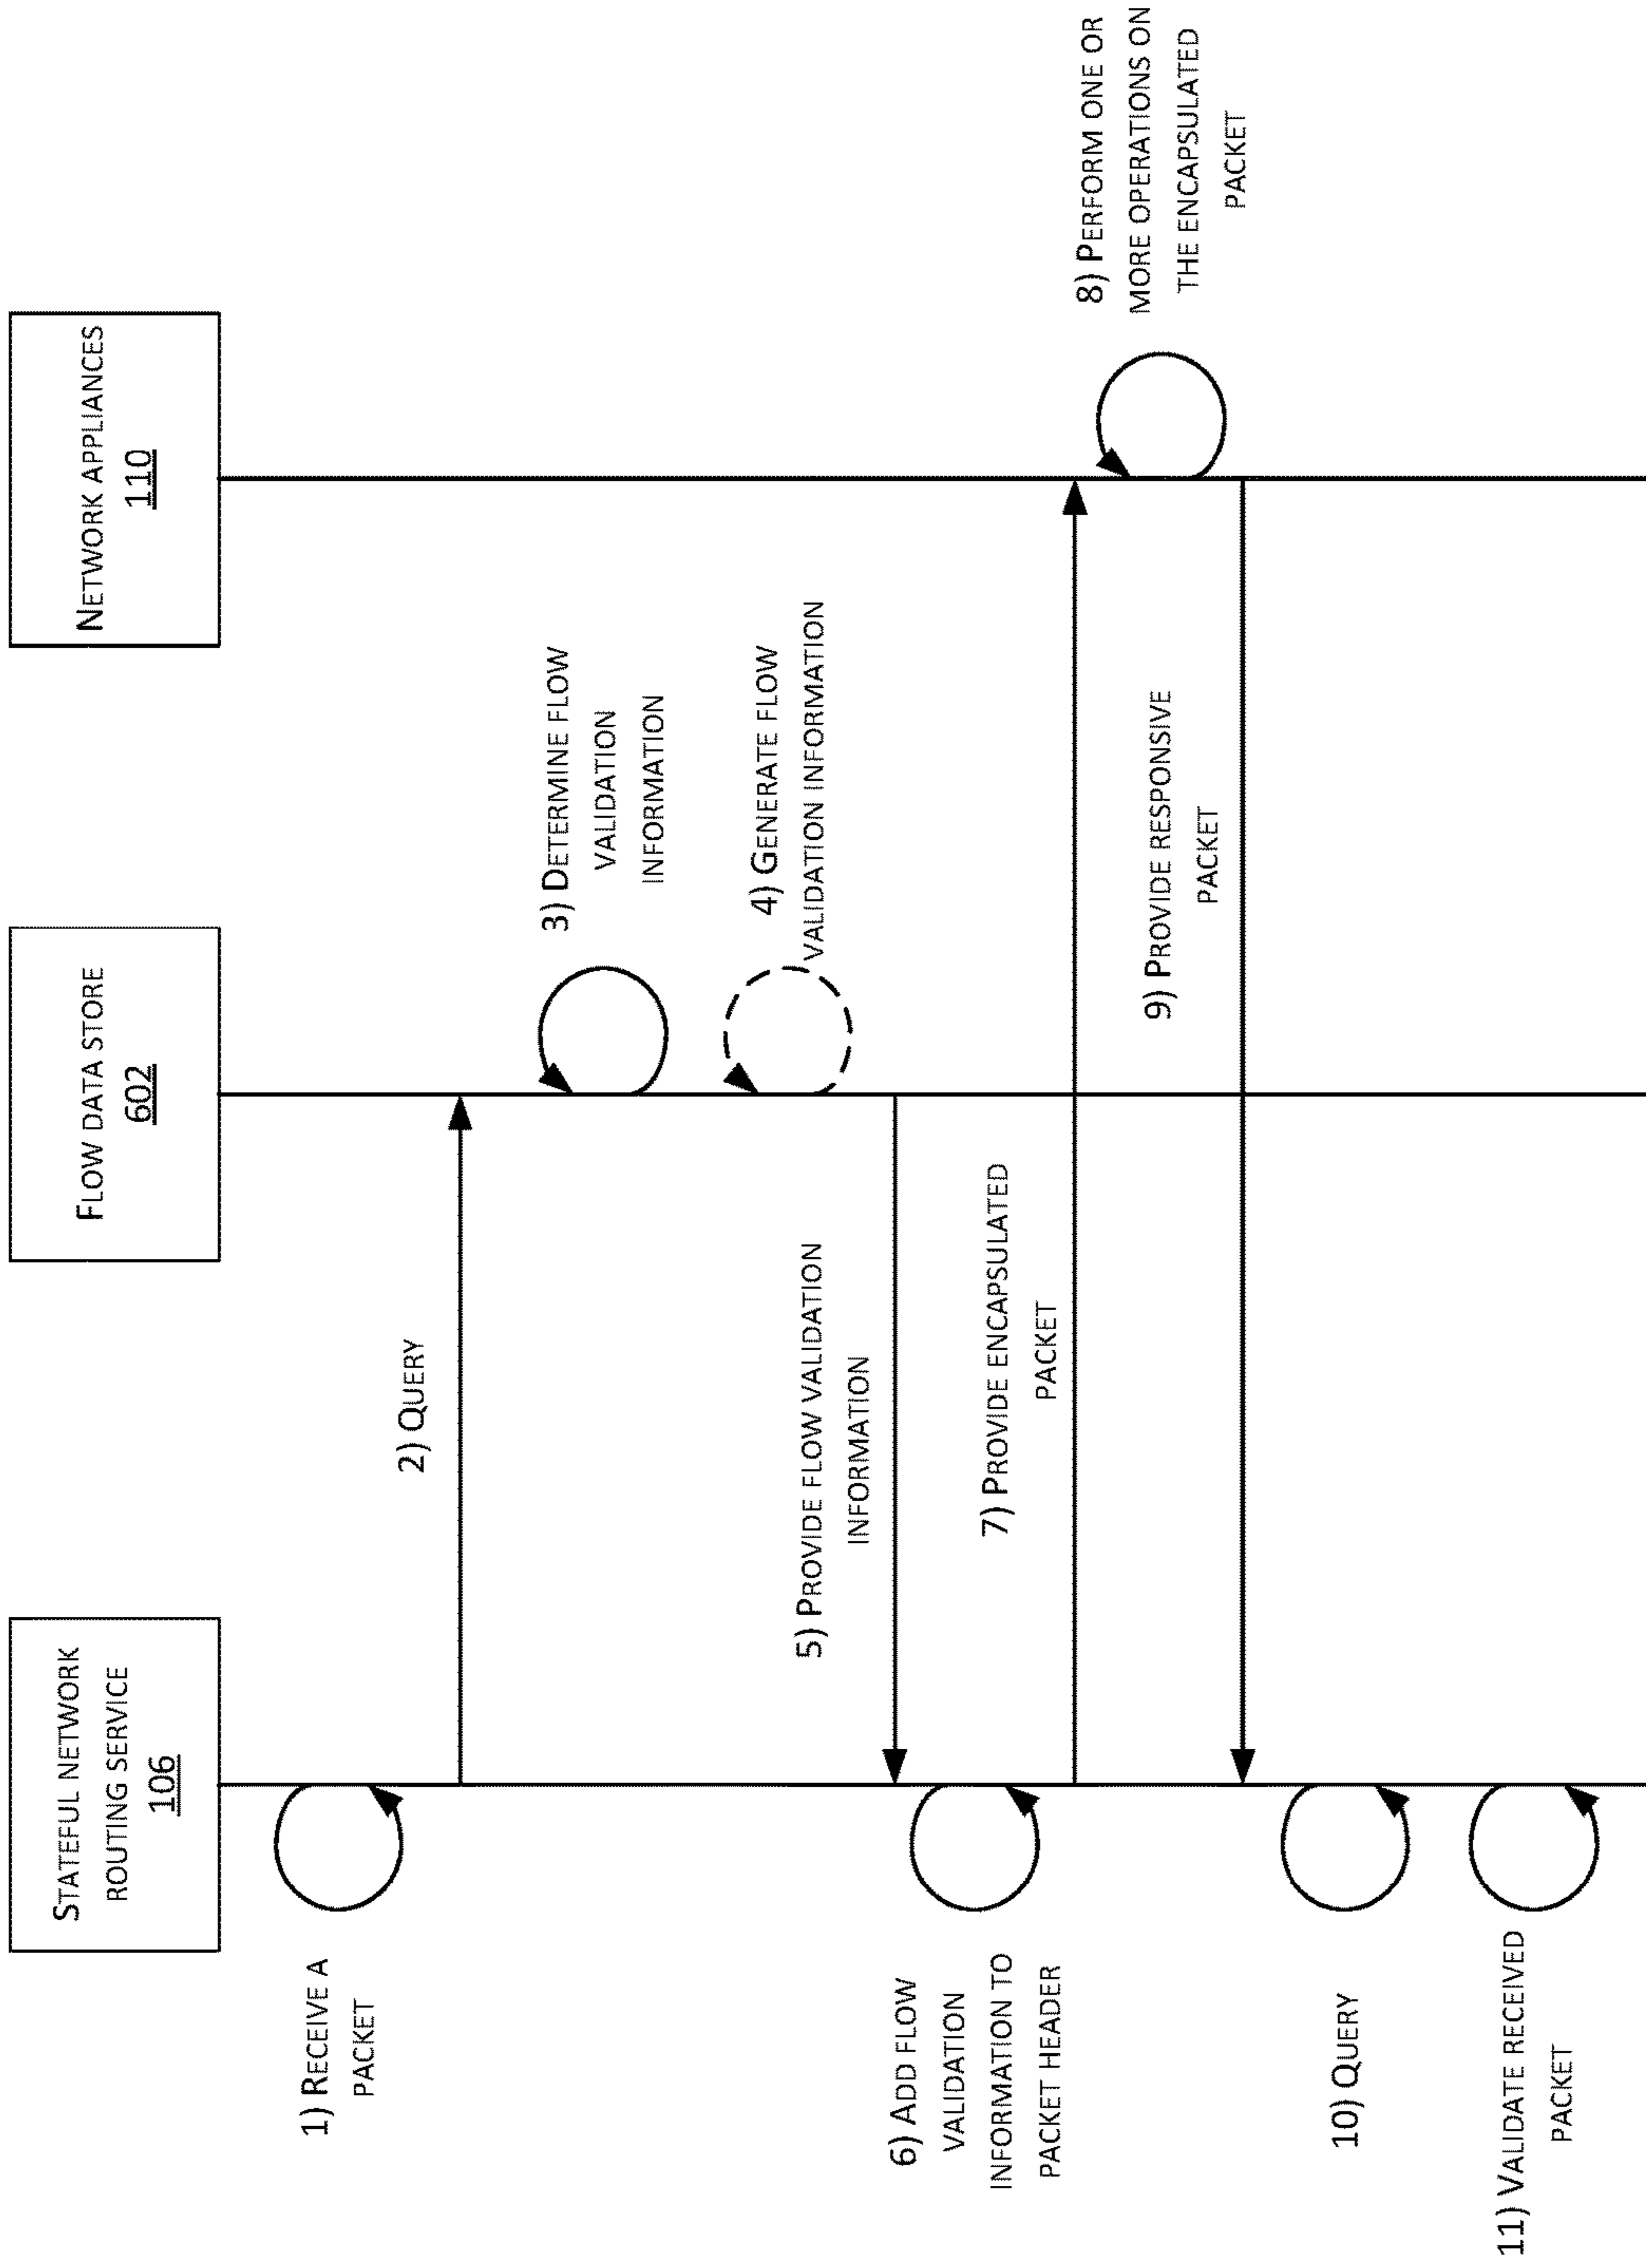 STATEFUL NETWORK
ROUTING SERVICE
106
FLOW DATA STORE
602
NETWORK APPLIANCES
110
1) RECEIVE A
PACKET
2) QUERY
3) DETERMINE FLOW
VALIDATION
INFORMATION
4) GENERATE FLOW
VALIDATION INFORMATION
5) PROVIDE FLOW VALIDATION
INFORMATION
6) ADD FLOW
VALIDATION
INFORMATION TO
PACKET HEADER
7) PROVIDE ENCAPSULATED
PACKET
8) PERFORM ONE OR
MORE OPERATIONS ON
THE ENCAPSULATED
PACKET
9) PROVIDE RESPONSIVE
PACKET
10) QUERY
11) VALIDATE RECEIVED
PACKET